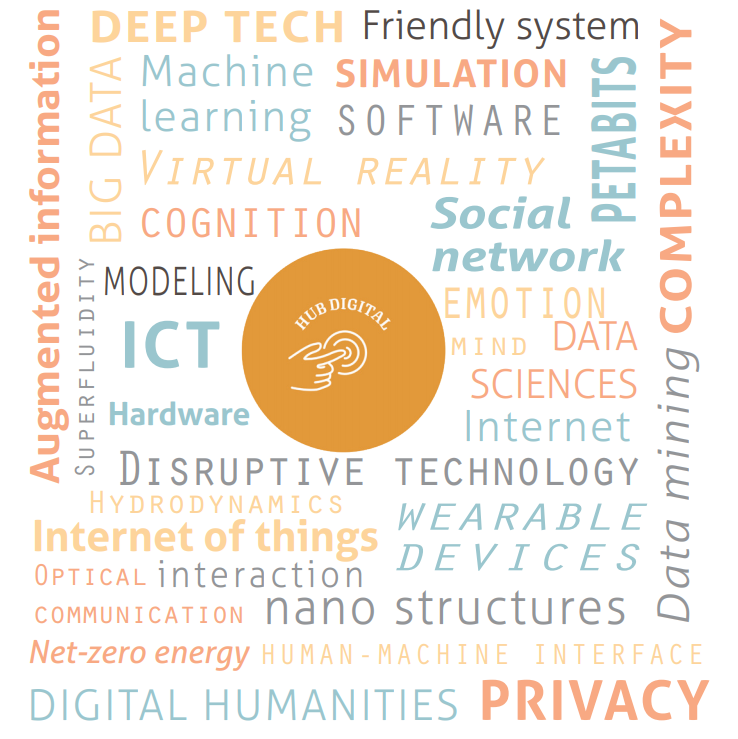 Augmented information
DEEP TECH
Friendly system
BIG DATA
Machine
learning
SIMULATION
SOFTWARE
PETABITS
COMPLEXITY
VIRTUAL REALITY
COGNITION
Social
network
SUPERFLUIDITY
MODELING
HUB DIGITAL
EMOTION
ICT
MIND
DATA
SCIENCES
Hardware
Internet
Data mining
DISRUPTIVE TECHNOLOGY
HYDRODYNAMICS
WEARABLE
DEVICES
Internet of things
OPTICAL
COMMUNICATION
interaction
nano structures
Net-zero energy
HUMAN-MACHINE INTERFACE
DIGITAL HUMANITIES
PRIVACY